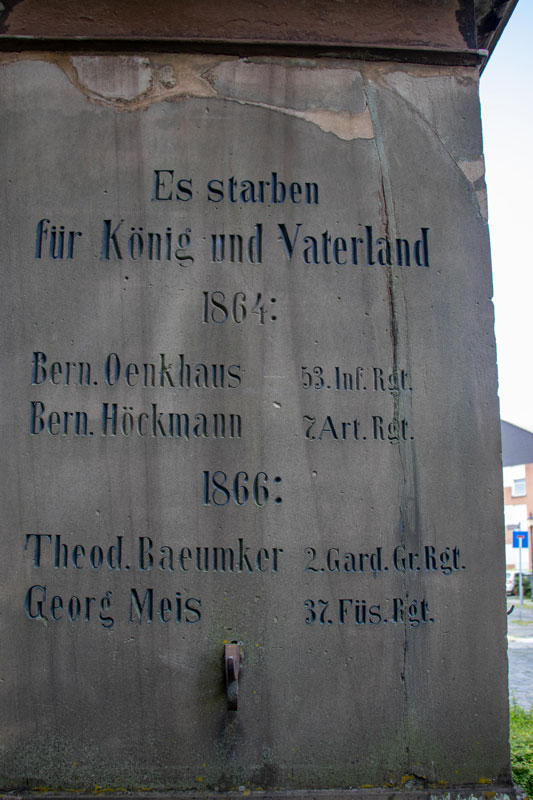 Es starben
für König und Vaterland
1864:
Bern. Oenkhaus 53. Inf. Rgt.
Bern. Höckmann 7. Art. Rgt.
1866:
Theod. Baeumker 2. Gard. Gr. Rgt.
Georg Meis 37. Füs. Rgt.